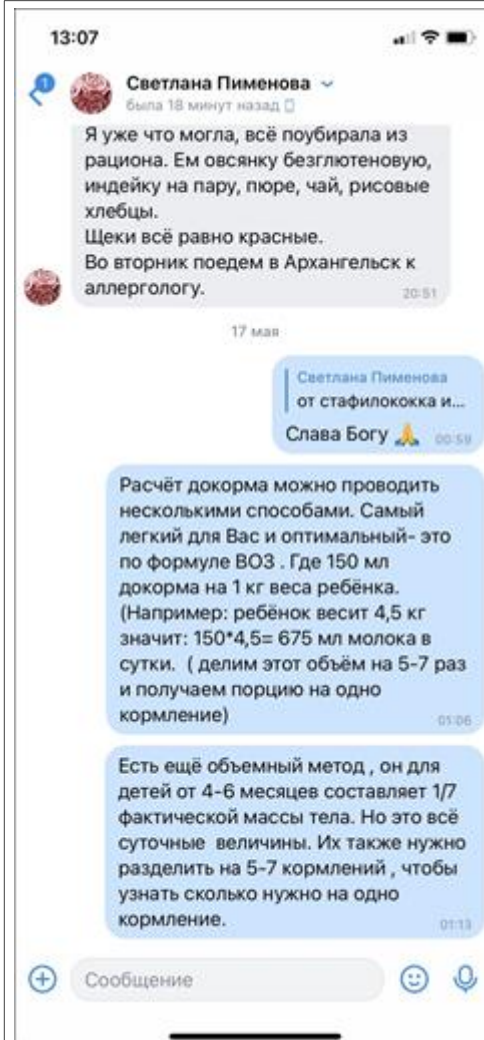 13:07
1
Светлана Пименова
была 18 минут назад
Я уже что могла, всё поубирала из
рациона. Ем овсянку безглютеновую,
индейку на пару, пюре, чай, рисовые
хлебцы.
Щеки всё равно красные.
Во вторник поедем в Архангельск к
аллергологу.
20:51
17 мая
Светлана Пименова
от стафилококка и...
Слава Богу 🙏
00:59
Расчёт докорма можно проводить
несколькими способами. Самый
легкий для Вас и оптимальный- это
по формуле ВОЗ . Где 150 мл
докорма на 1 кг веса ребёнка.
(Например: ребёнок весит 4,5 кг
значит: 150*4,5= 675 мл молока в
сутки. ( делим этот объём на 5-7 раз
и получаем порцию на одно
кормление)
01:06
Есть ещё объемный метод , он для
детей от 4-6 месяцев составляет 1/7
фактической массы тела. Но это всё
суточные величины. Их также нужно
разделить на 5-7 кормлений , чтобы
узнать сколько нужно на одно
кормление.
01:13
Сообщение